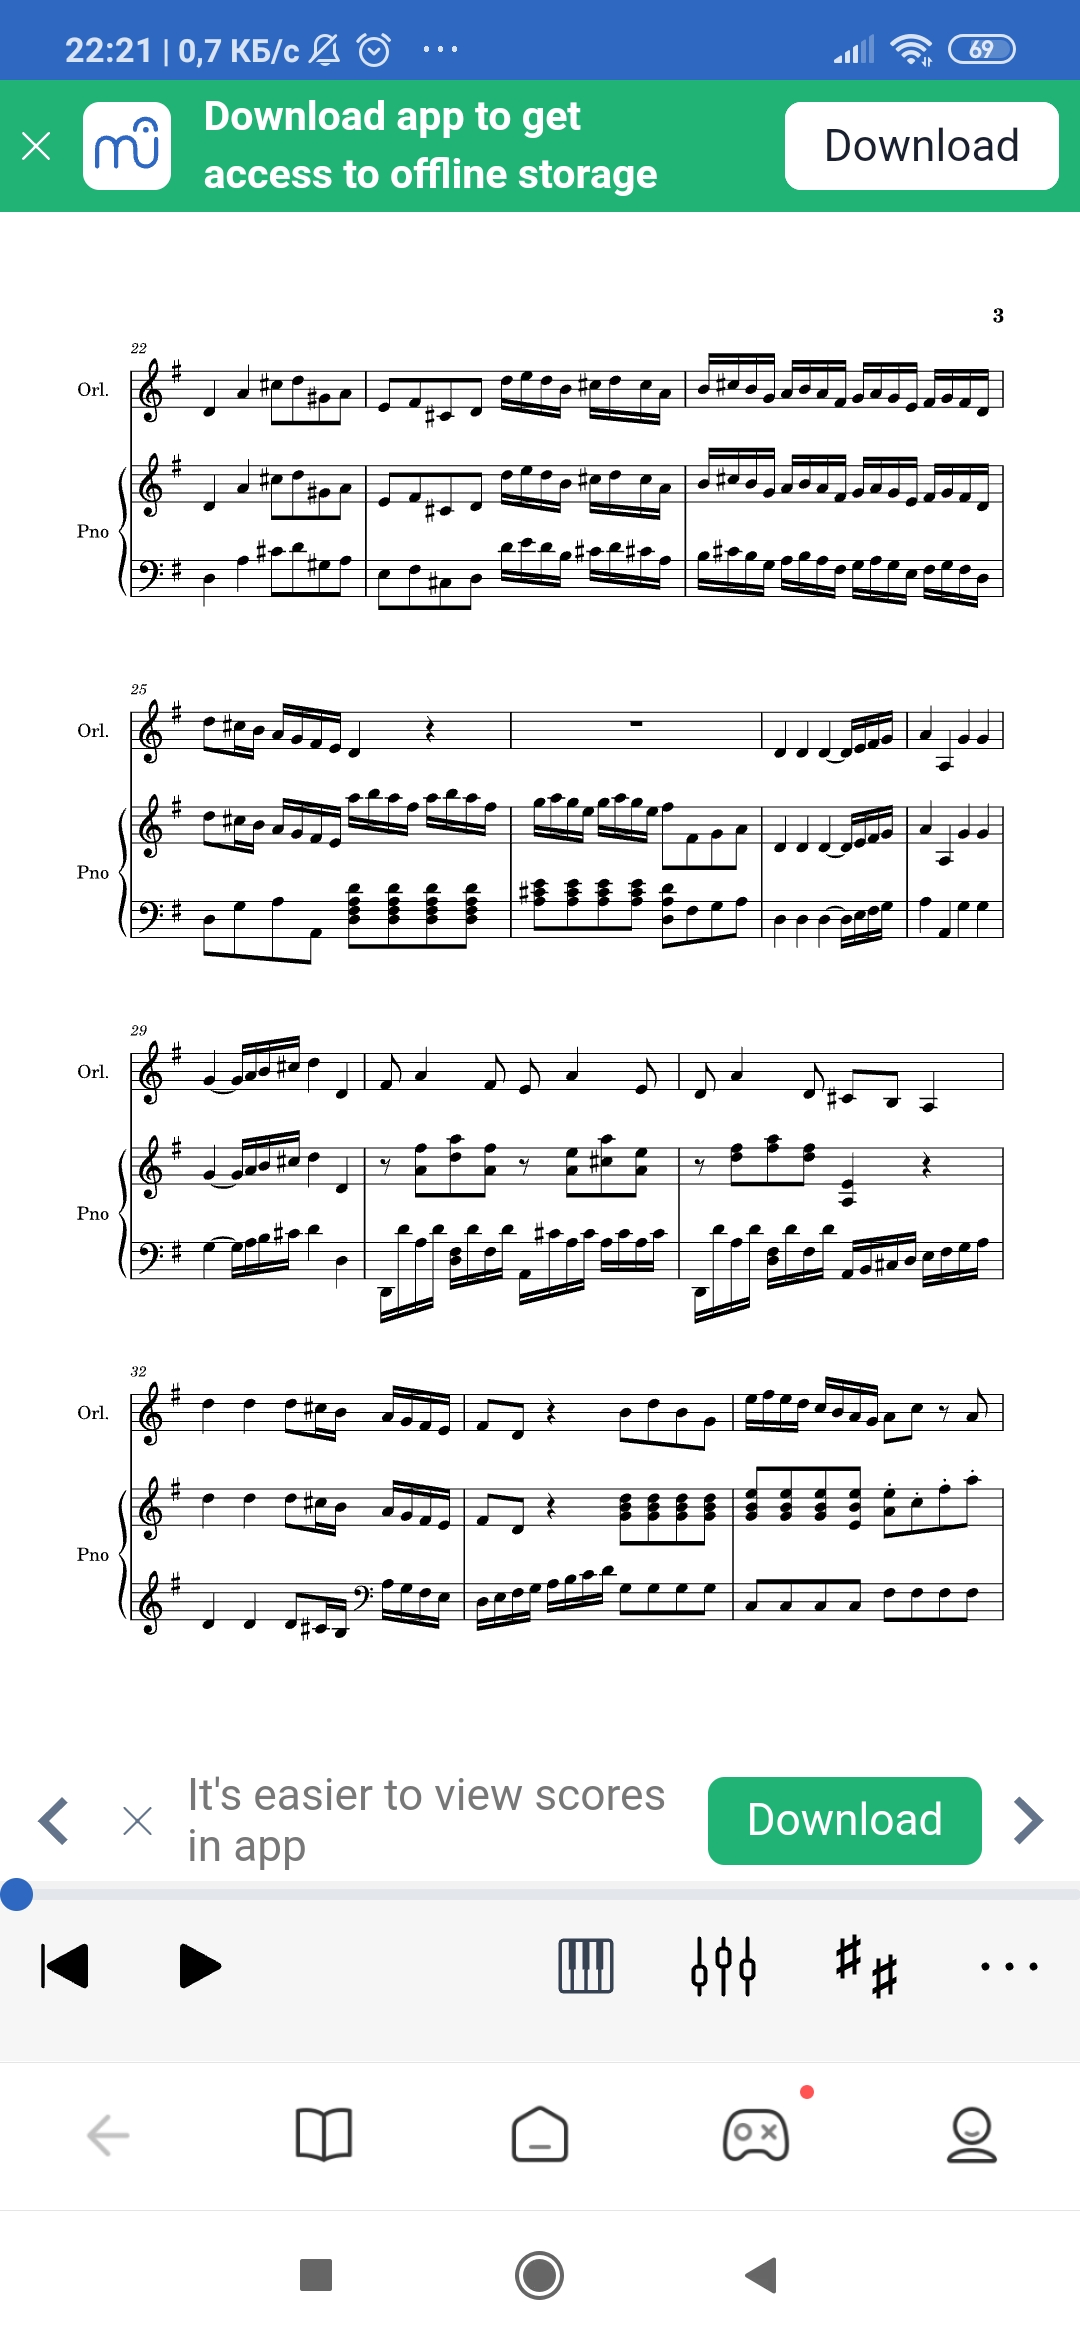 22:21 | 0,7 КБ/с
69
Download app to get
access to offline storage
Download
3
22
Orl.
Pno
25
Orl.
Pno
29
Orl.
Pno
32
Orl.
Pno
It's easier to view scores
in app
Download